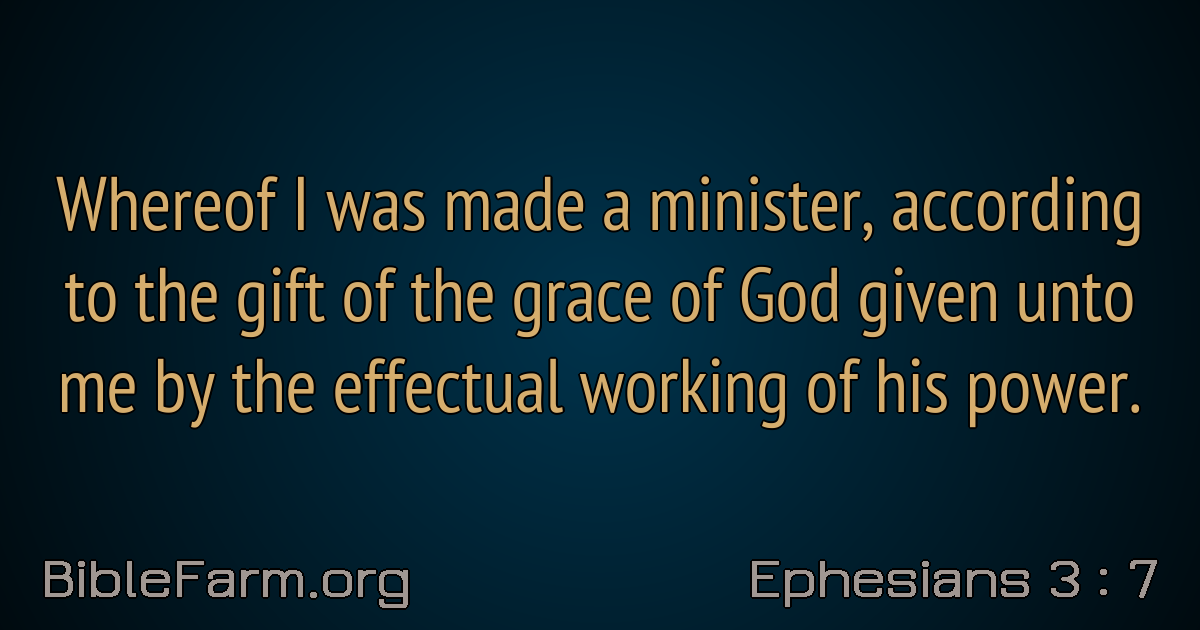 Whereof I was made a minister, according
to the gift of the grace of God given unto
me by the effectual working of his power.
BibleFarm.org
Ephesians 3 : 7